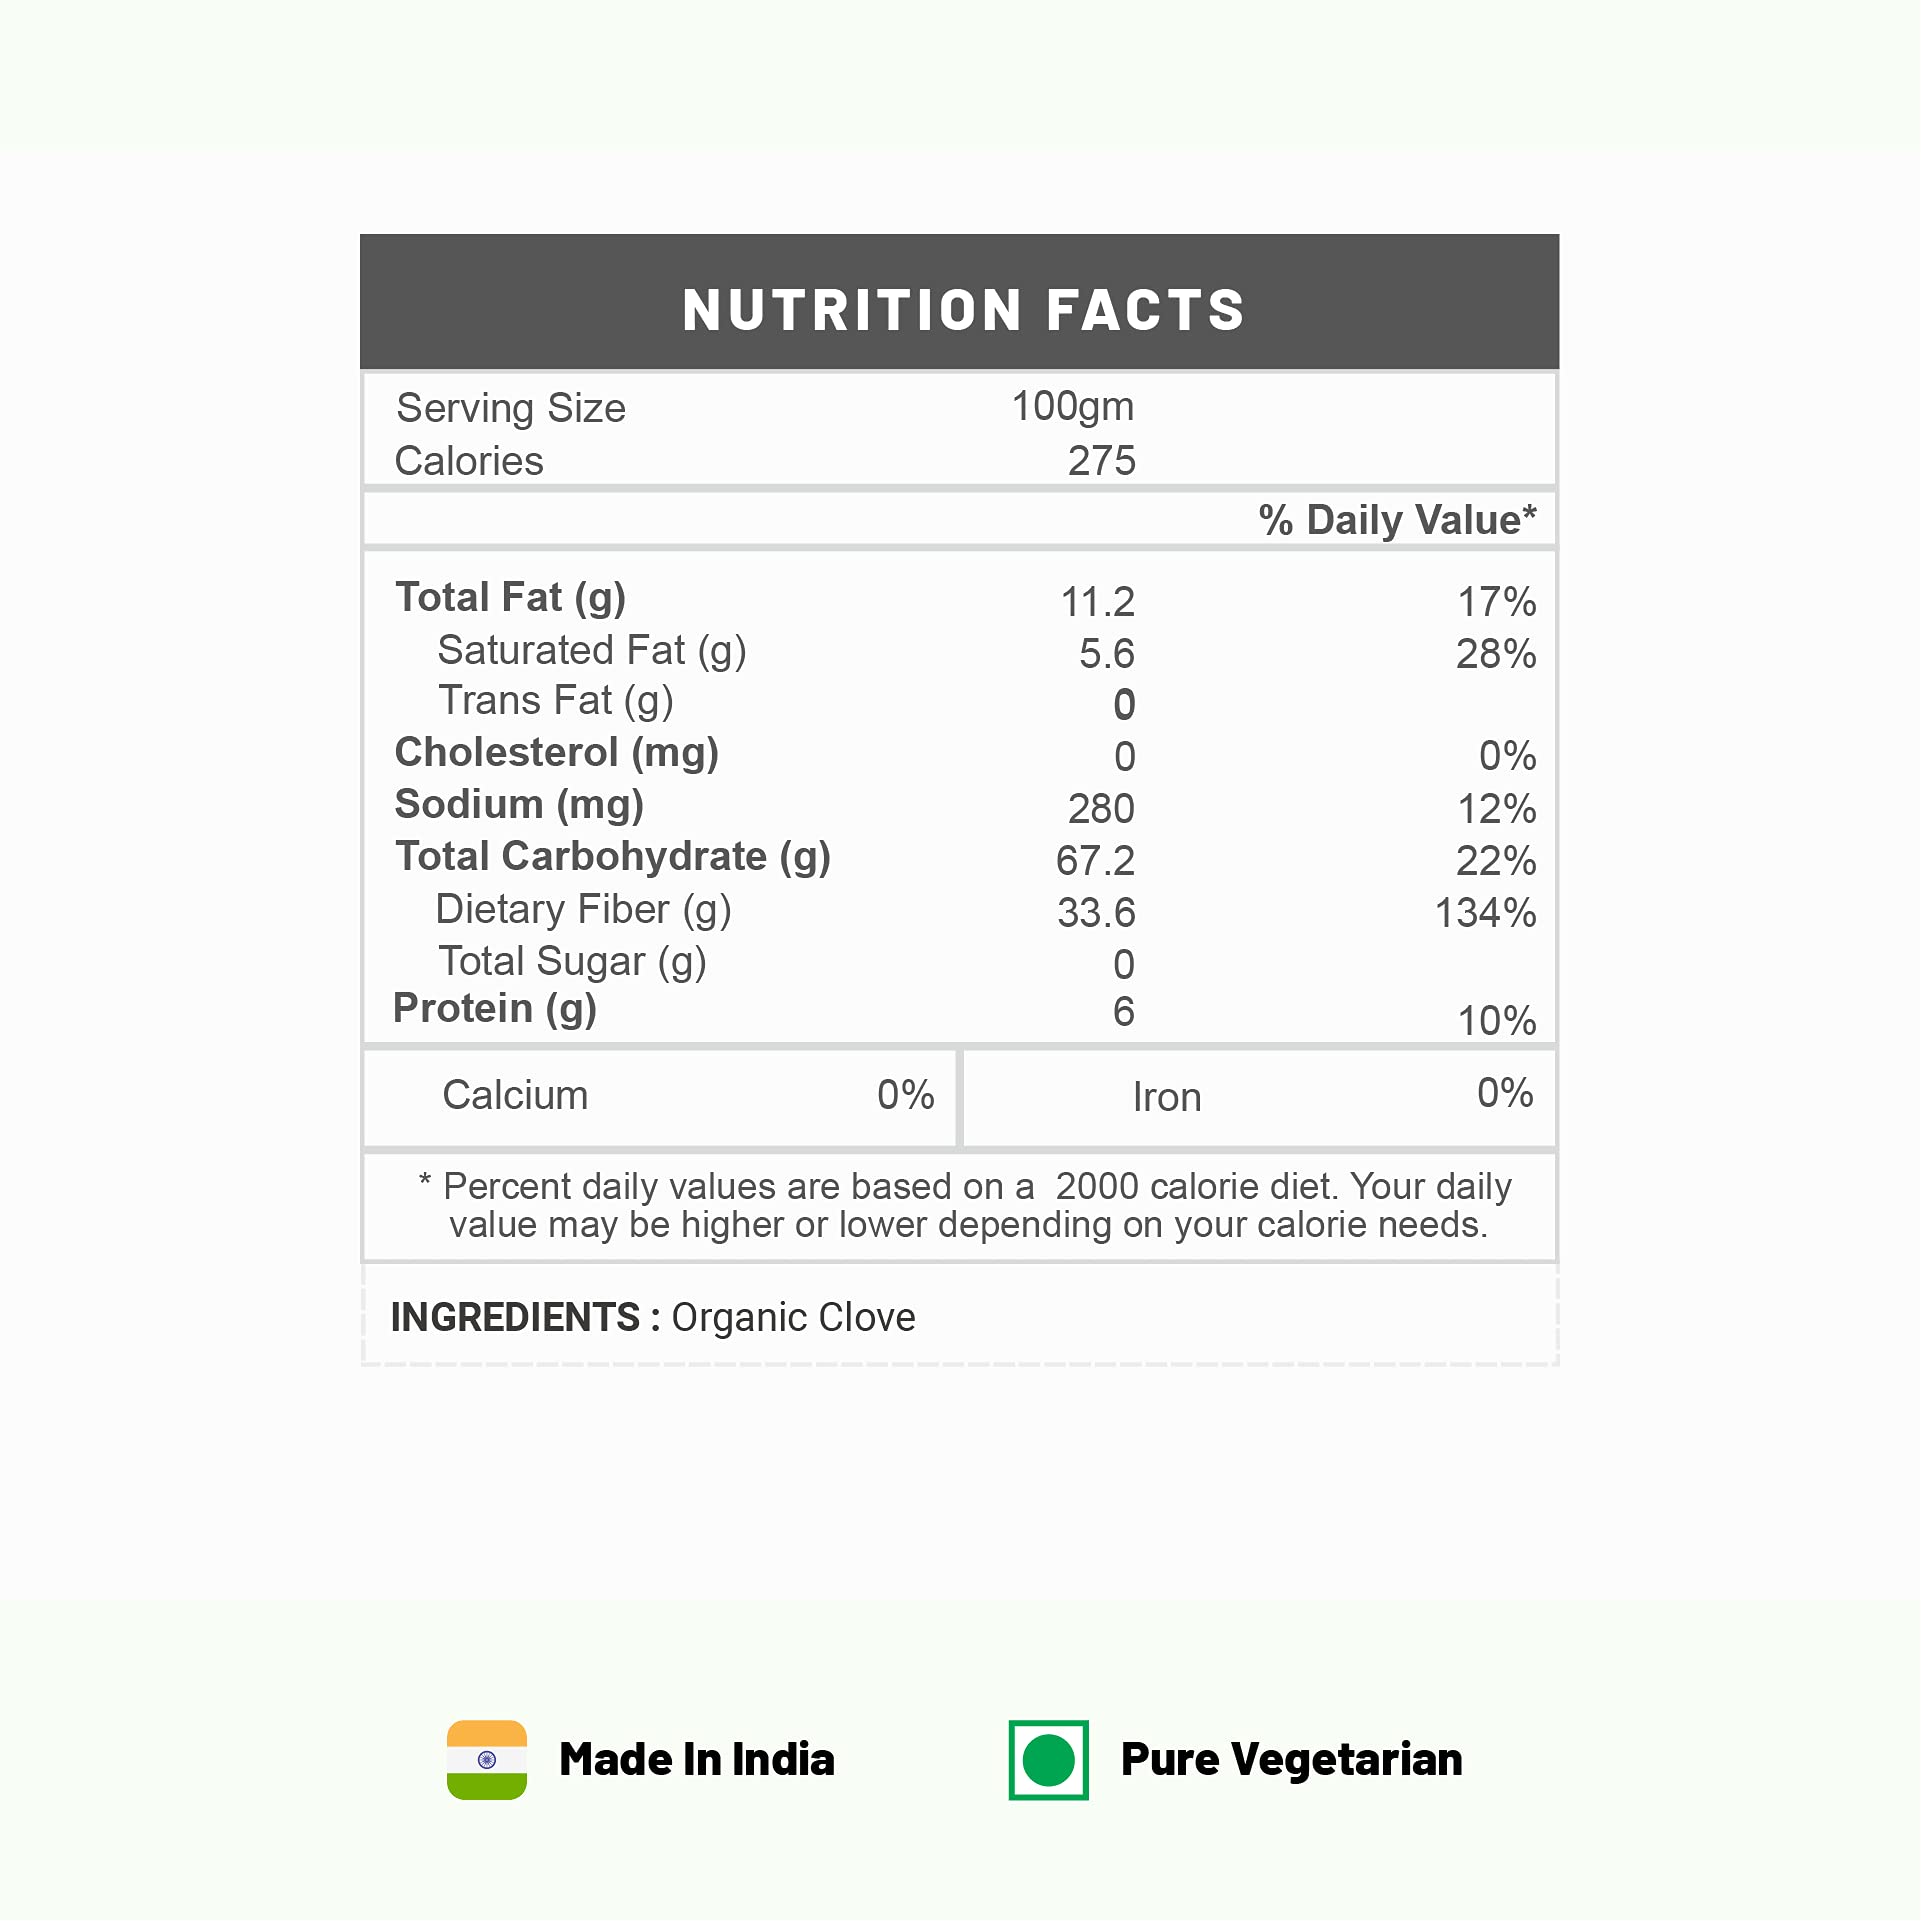 NUTRITION FACTS
Serving Size 100gm
Calories 275
% Daily Value*
Total Fat (g) 11.2 17%
Saturated Fat (g) 5.6 28%
Trans Fat (g) 0
Cholesterol (mg) 0 0%
Sodium (mg) 280 12%
Total Carbohydrate (g) 67.2 22%
Dietary Fiber (g) 33.6 134%
Total Sugar (g) 0
Protein (g) 6 10%
Calcium 0% Iron 0%
* Percent daily values are based on a 2000 calorie diet. Your daily
value may be higher or lower depending on your calorie needs.
INGREDIENTS : Organic Clove
Made In India Pure Vegetarian